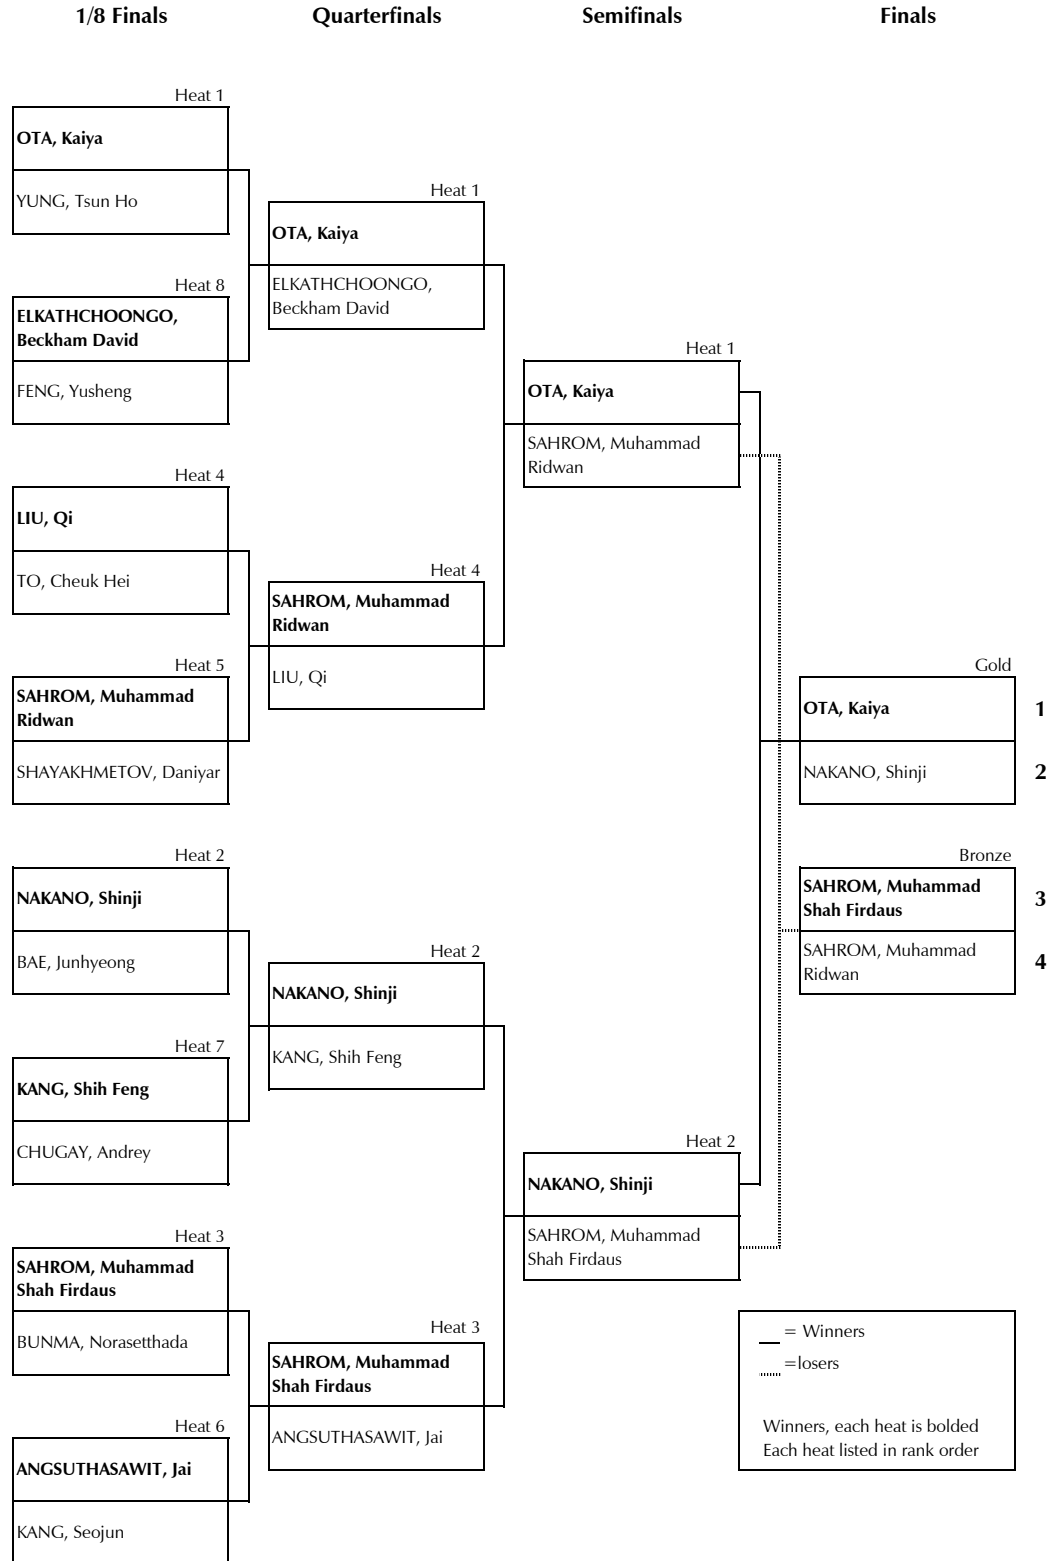 1/8 Finals
Quarterfinals
Semifinals
Finals
Heat 1
OTA, Kaiya
YUNG, Tsun Ho
Heat 8
ELKATHCHOONGO,
Beckham David
FENG, Yusheng
Heat 4
LIU, Qi
TO, Cheuk Hei
Heat 5
SAHROM, Muhammad
Ridwan
SHAYAKHMETOV, Daniyar
Heat 2
NAKANO, Shinji
BAE, Junhyeong
Heat 7
KANG, Shih Feng
CHUGAY, Andrey
Heat 3
SAHROM, Muhammad
Shah Firdaus
BUNMA, Norasetthada
Heat 6
ANGSUTHASAWIT, Jai
KANG, Seojun
Heat 1
OTA, Kaiya
ELKATHCHOONGO,
Beckham David
Heat 4
SAHROM, Muhammad
Ridwan
LIU, Qi
Heat 2
NAKANO, Shinji
KANG, Shih Feng
Heat 3
SAHROM, Muhammad
Shah Firdaus
ANGSUTHASAWIT, Jai
Heat 1
OTA, Kaiya
SAHROM, Muhammad
Ridwan
Heat 2
NAKANO, Shinji
SAHROM, Muhammad
Shah Firdaus
Gold
OTA, Kaiya 1
NAKANO, Shinji 2
Bronze
SAHROM, Muhammad
Shah Firdaus 3
SAHROM, Muhammad
Ridwan 4
= Winners
=losers
Winners, each heat is bolded
Each heat listed in rank order